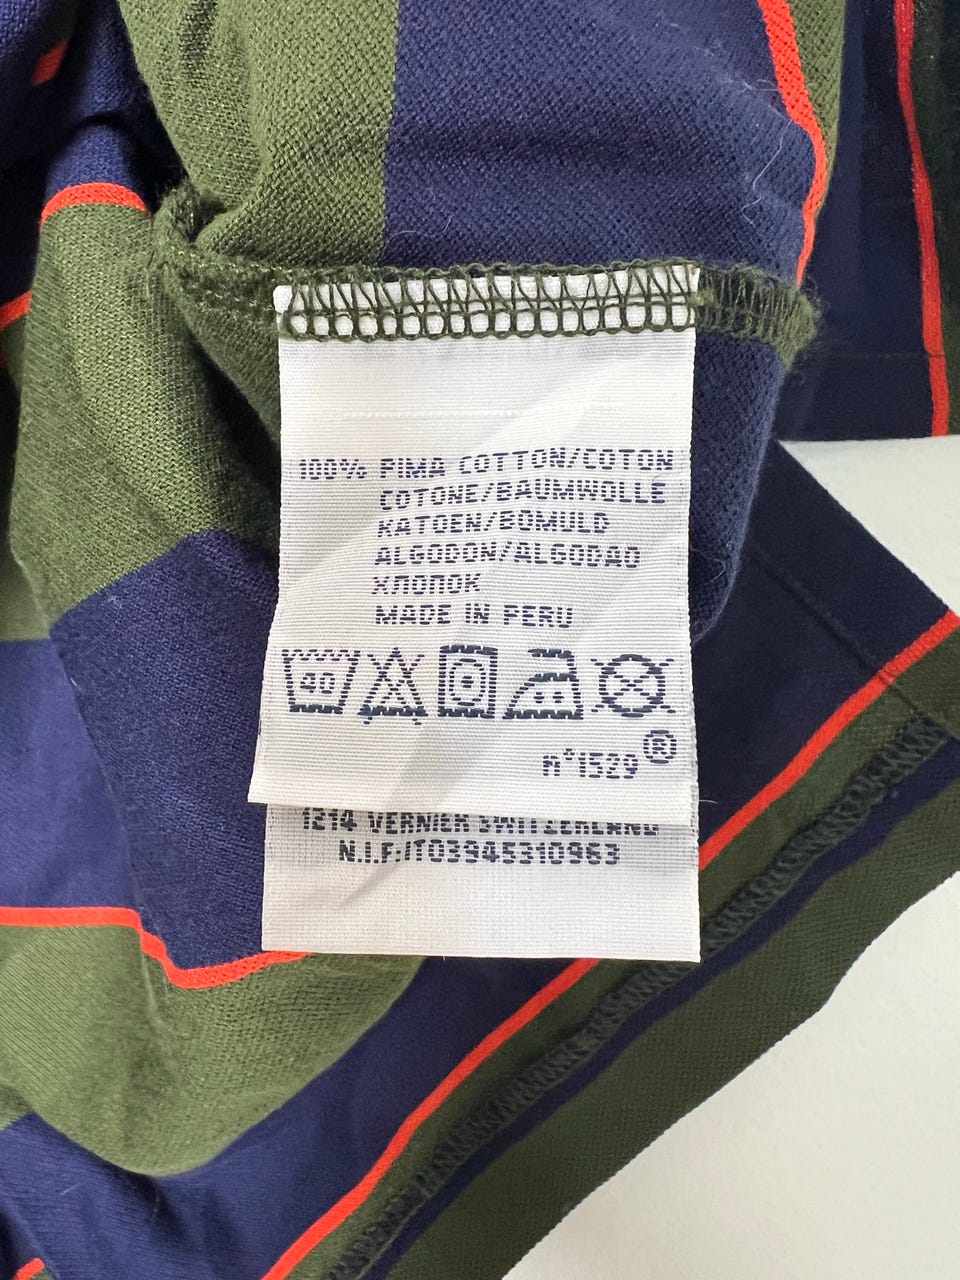 100% PIMA COTTON/COTON
COTONE/BAUMWOLLE
KATOEN/BOMULD
ALGODON/ALGODAO
ХЛОПОК
MADE IN PERU
40
n°1529®
1214 VERNIER SWITZERLAND
N.I.F:IT03945310963